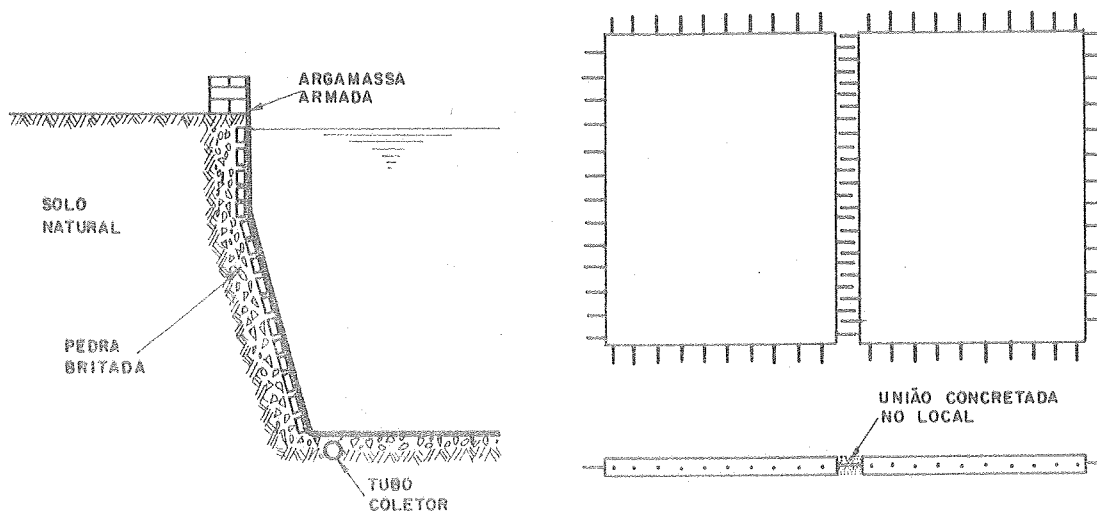 ARGAMASSA
ARMADA
SOLO
NATURAL
PEDRA
BRITADA
TUBO
COLETOR
UNIÃO CONCRETADA
NO LOCAL